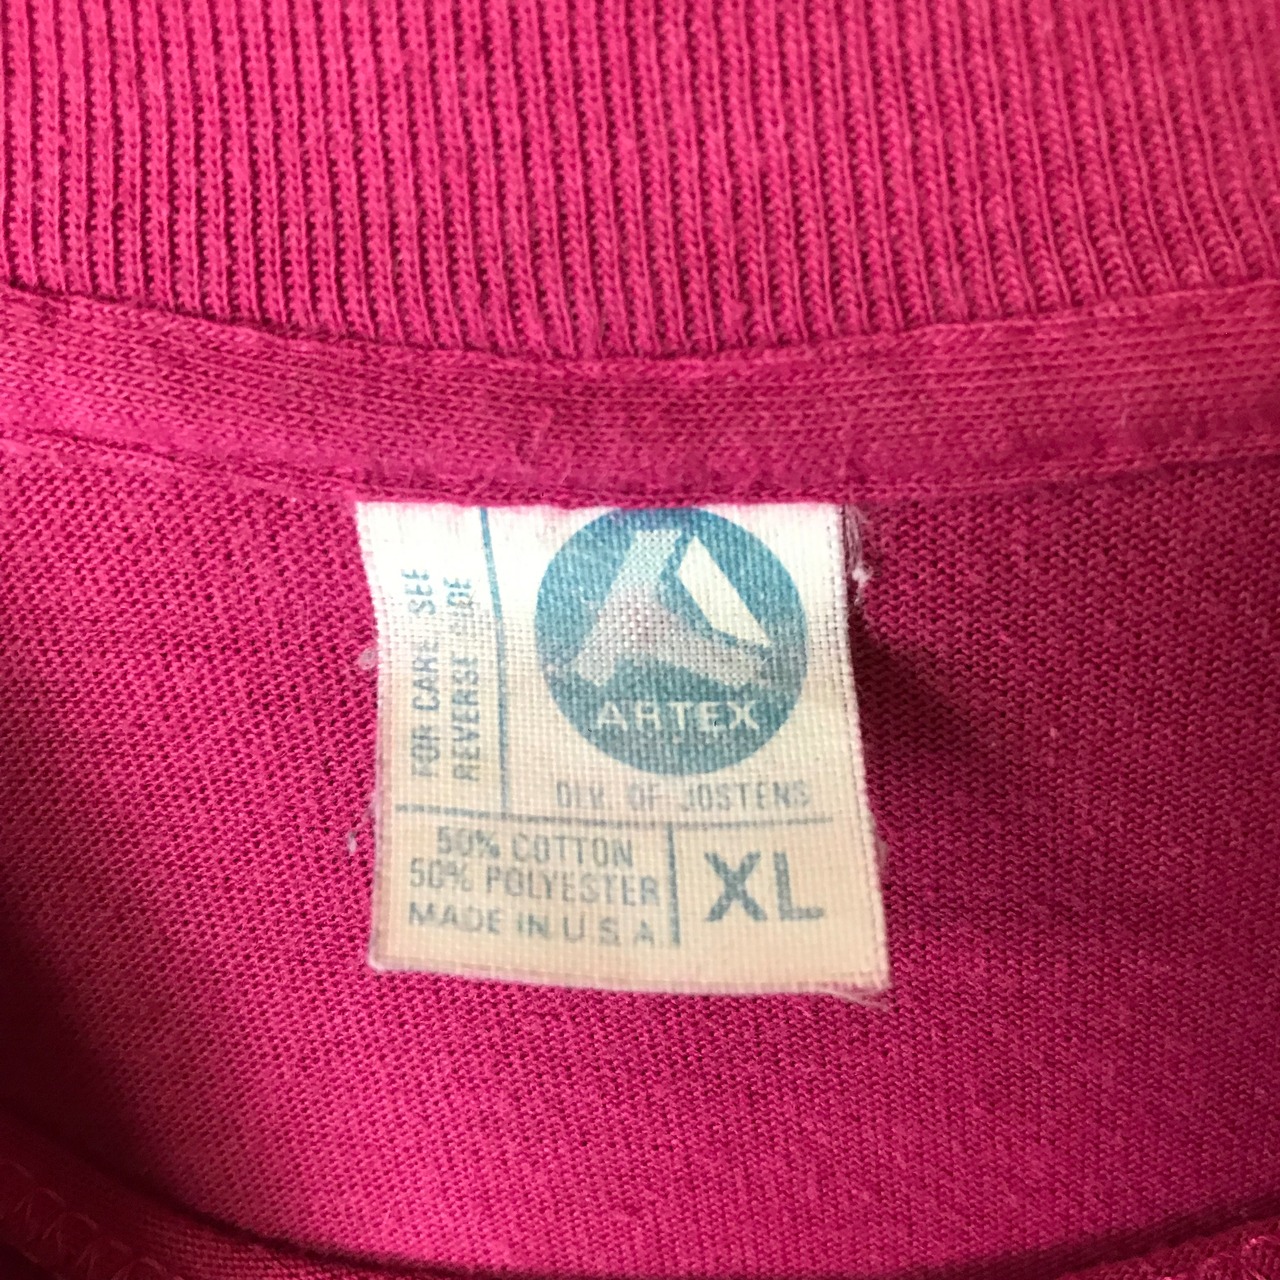 FOR CARE, SEE
REVERSE SIDE
ARTEX
DIV. OF JOSTENS
50% COTTON
50% POLYESTER
MADE IN U.S.A.
XL